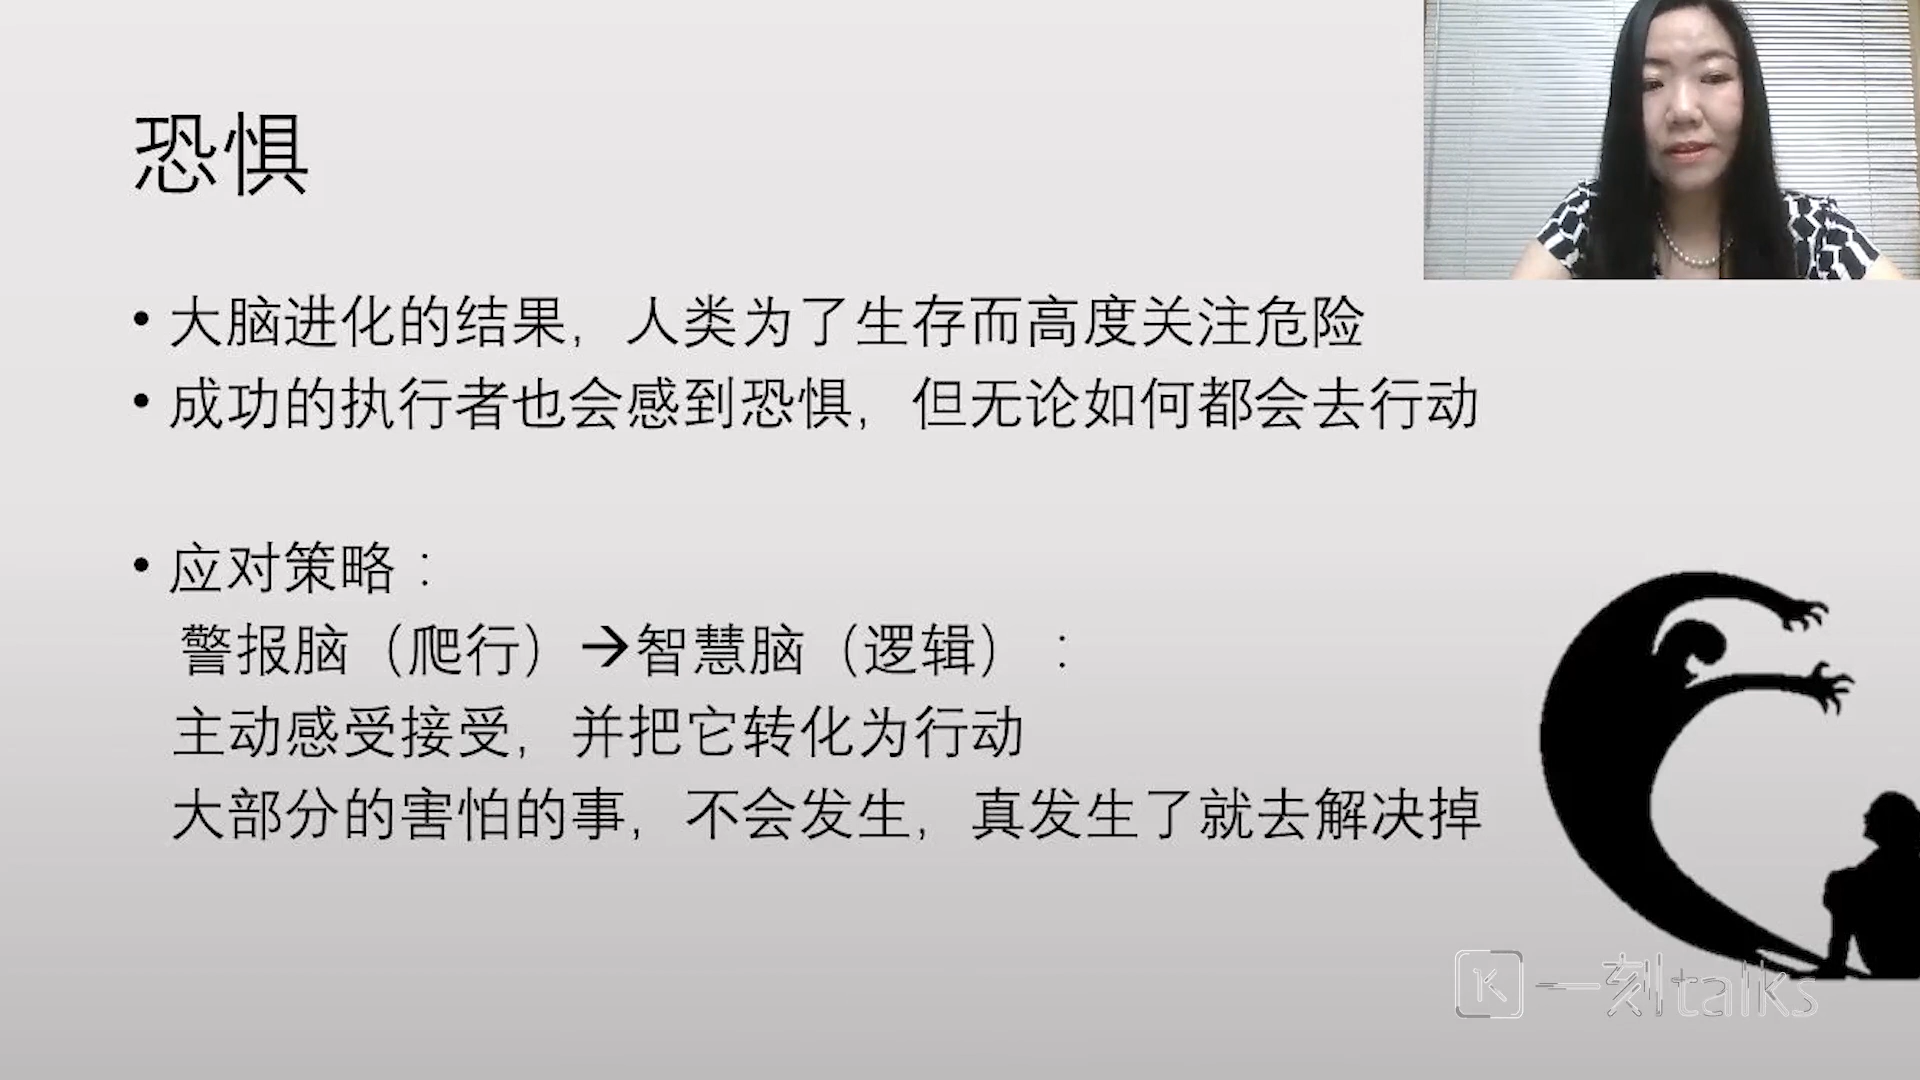 恐惧
• 大脑进化的结果，人类为了生存而高度关注危险
• 成功的执行者也会感到恐惧，但无论如何都会去行动
• 应对策略：
警报脑（爬行）→智慧脑（逻辑）：
主动感受接受，并把它转化为行动
大部分的害怕的事，不会发生，真发生了就去解决掉
K 一刻talks